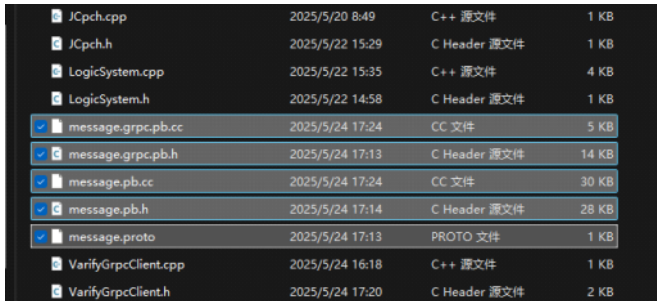 JCpch.cpp 2025/5/20 8:49 C++ 源文件 1 KB
JCpch.h 2025/5/22 15:29 C Header 源文件 1 KB
LogicSystem.cpp 2025/5/22 15:35 C++ 源文件 4 KB
LogicSystem.h 2025/5/22 14:58 C Header 源文件 1 KB
message.grpc.pb.cc 2025/5/24 17:24 CC 文件 5 KB
message.grpc.pb.h 2025/5/24 17:13 C Header 源文件 14 KB
message.pb.cc 2025/5/24 17:24 CC 文件 30 KB
message.pb.h 2025/5/24 17:14 C Header 源文件 28 KB
message.proto 2025/5/24 17:13 PROTO 文件 1 KB
VarifyGrpcClient.cpp 2025/5/24 16:18 C++ 源文件 1 KB
VarifyGrpcClient.h 2025/5/24 17:20 C Header 源文件 2 KB